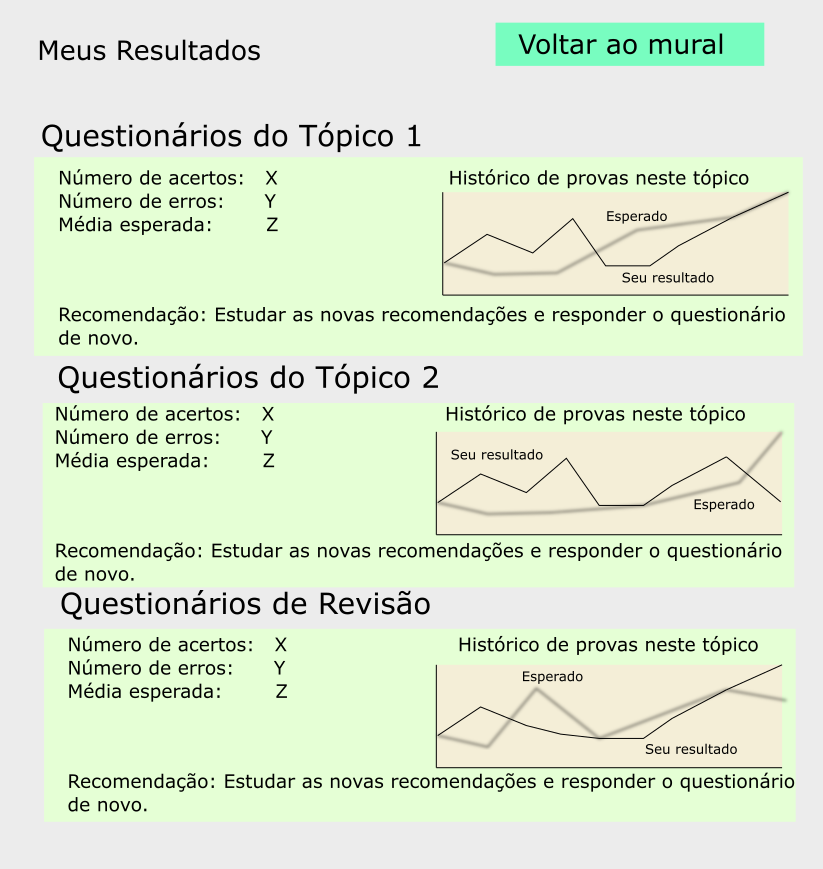 Meus Resultados
Voltar ao mural
Questionários do Tópico 1
Número de acertos: X
Número de erros: Y
Média esperada: Z
Histórico de provas neste tópico
Esperado
Seu resultado
Recomendação: Estudar as novas recomendações e responder o questionário
de novo.
Questionários do Tópico 2
Número de acertos: X
Número de erros: Y
Média esperada: Z
Histórico de provas neste tópico
Seu resultado
Esperado
Recomendação: Estudar as novas recomendações e responder o questionário
de novo.
Questionários de Revisão
Número de acertos: X
Número de erros: Y
Média esperada: Z
Histórico de provas neste tópico
Esperado
Seu resultado
Recomendação: Estudar as novas recomendações e responder o questionário
de novo.